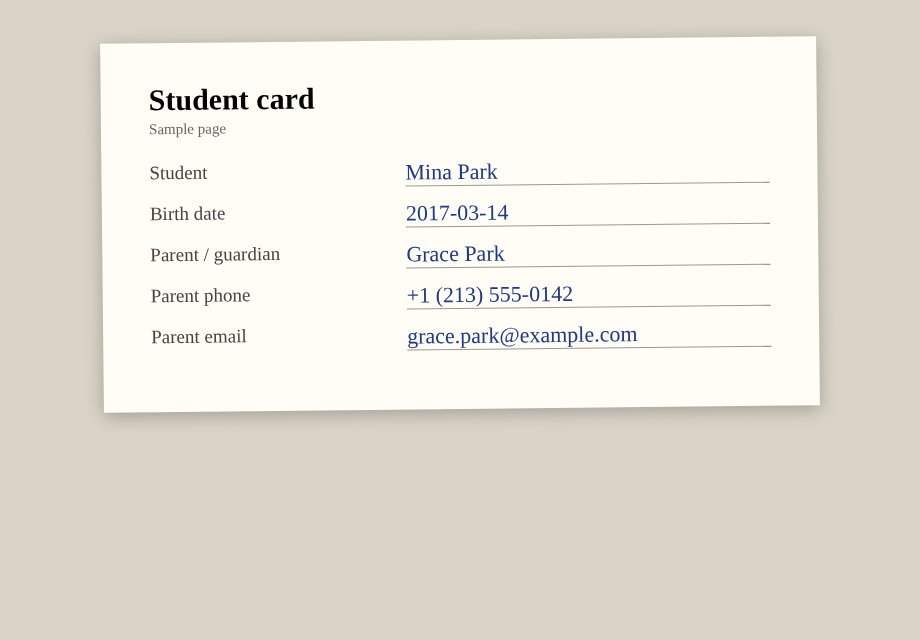 Student card
Sample page
Student Mina Park
Birth date 2017-03-14
Parent / guardian Grace Park
Parent phone +1 (213) 555-0142
Parent email grace.park@example.com